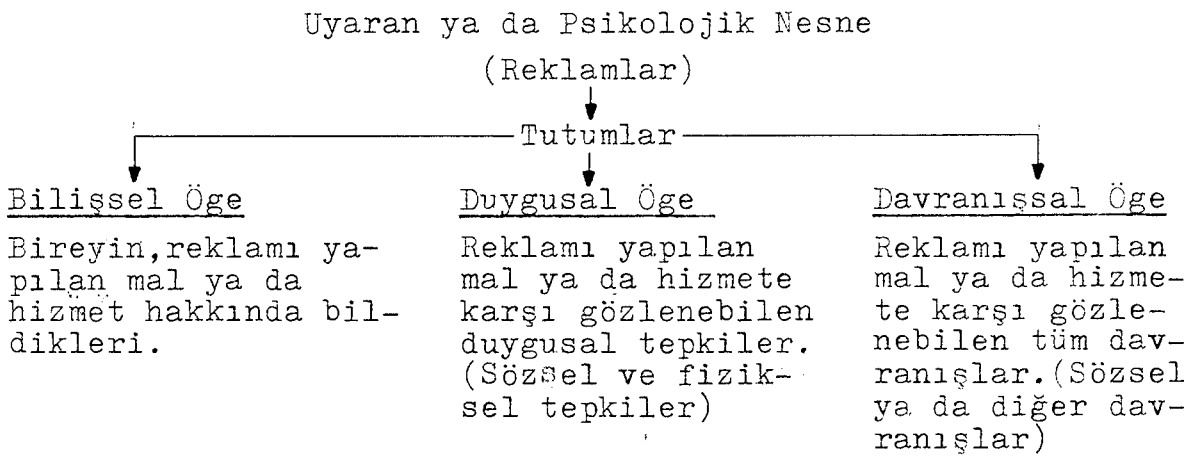 Uyaran ya da Psikolojik Nesne
(Reklamlar)
Tutumlar
Bilişsel Öge
Bireyin,reklamı ya-
pılan mal ya da
hizmet hakkında bil-
dikleri.
Duygusal Öge
Reklamı yapılan
mal ya da hizmete
karşı gözlenebilen
duygusal tepkiler.
(Sözsel ve fizik-
sel tepkiler)
Davranışsal Öge
Reklamı yapılan
mal ya da hizme-
te karşı gözle-
nebilen tüm dav-
ranışlar.(Sözsel
ya da diğer dav-
ranışlar)